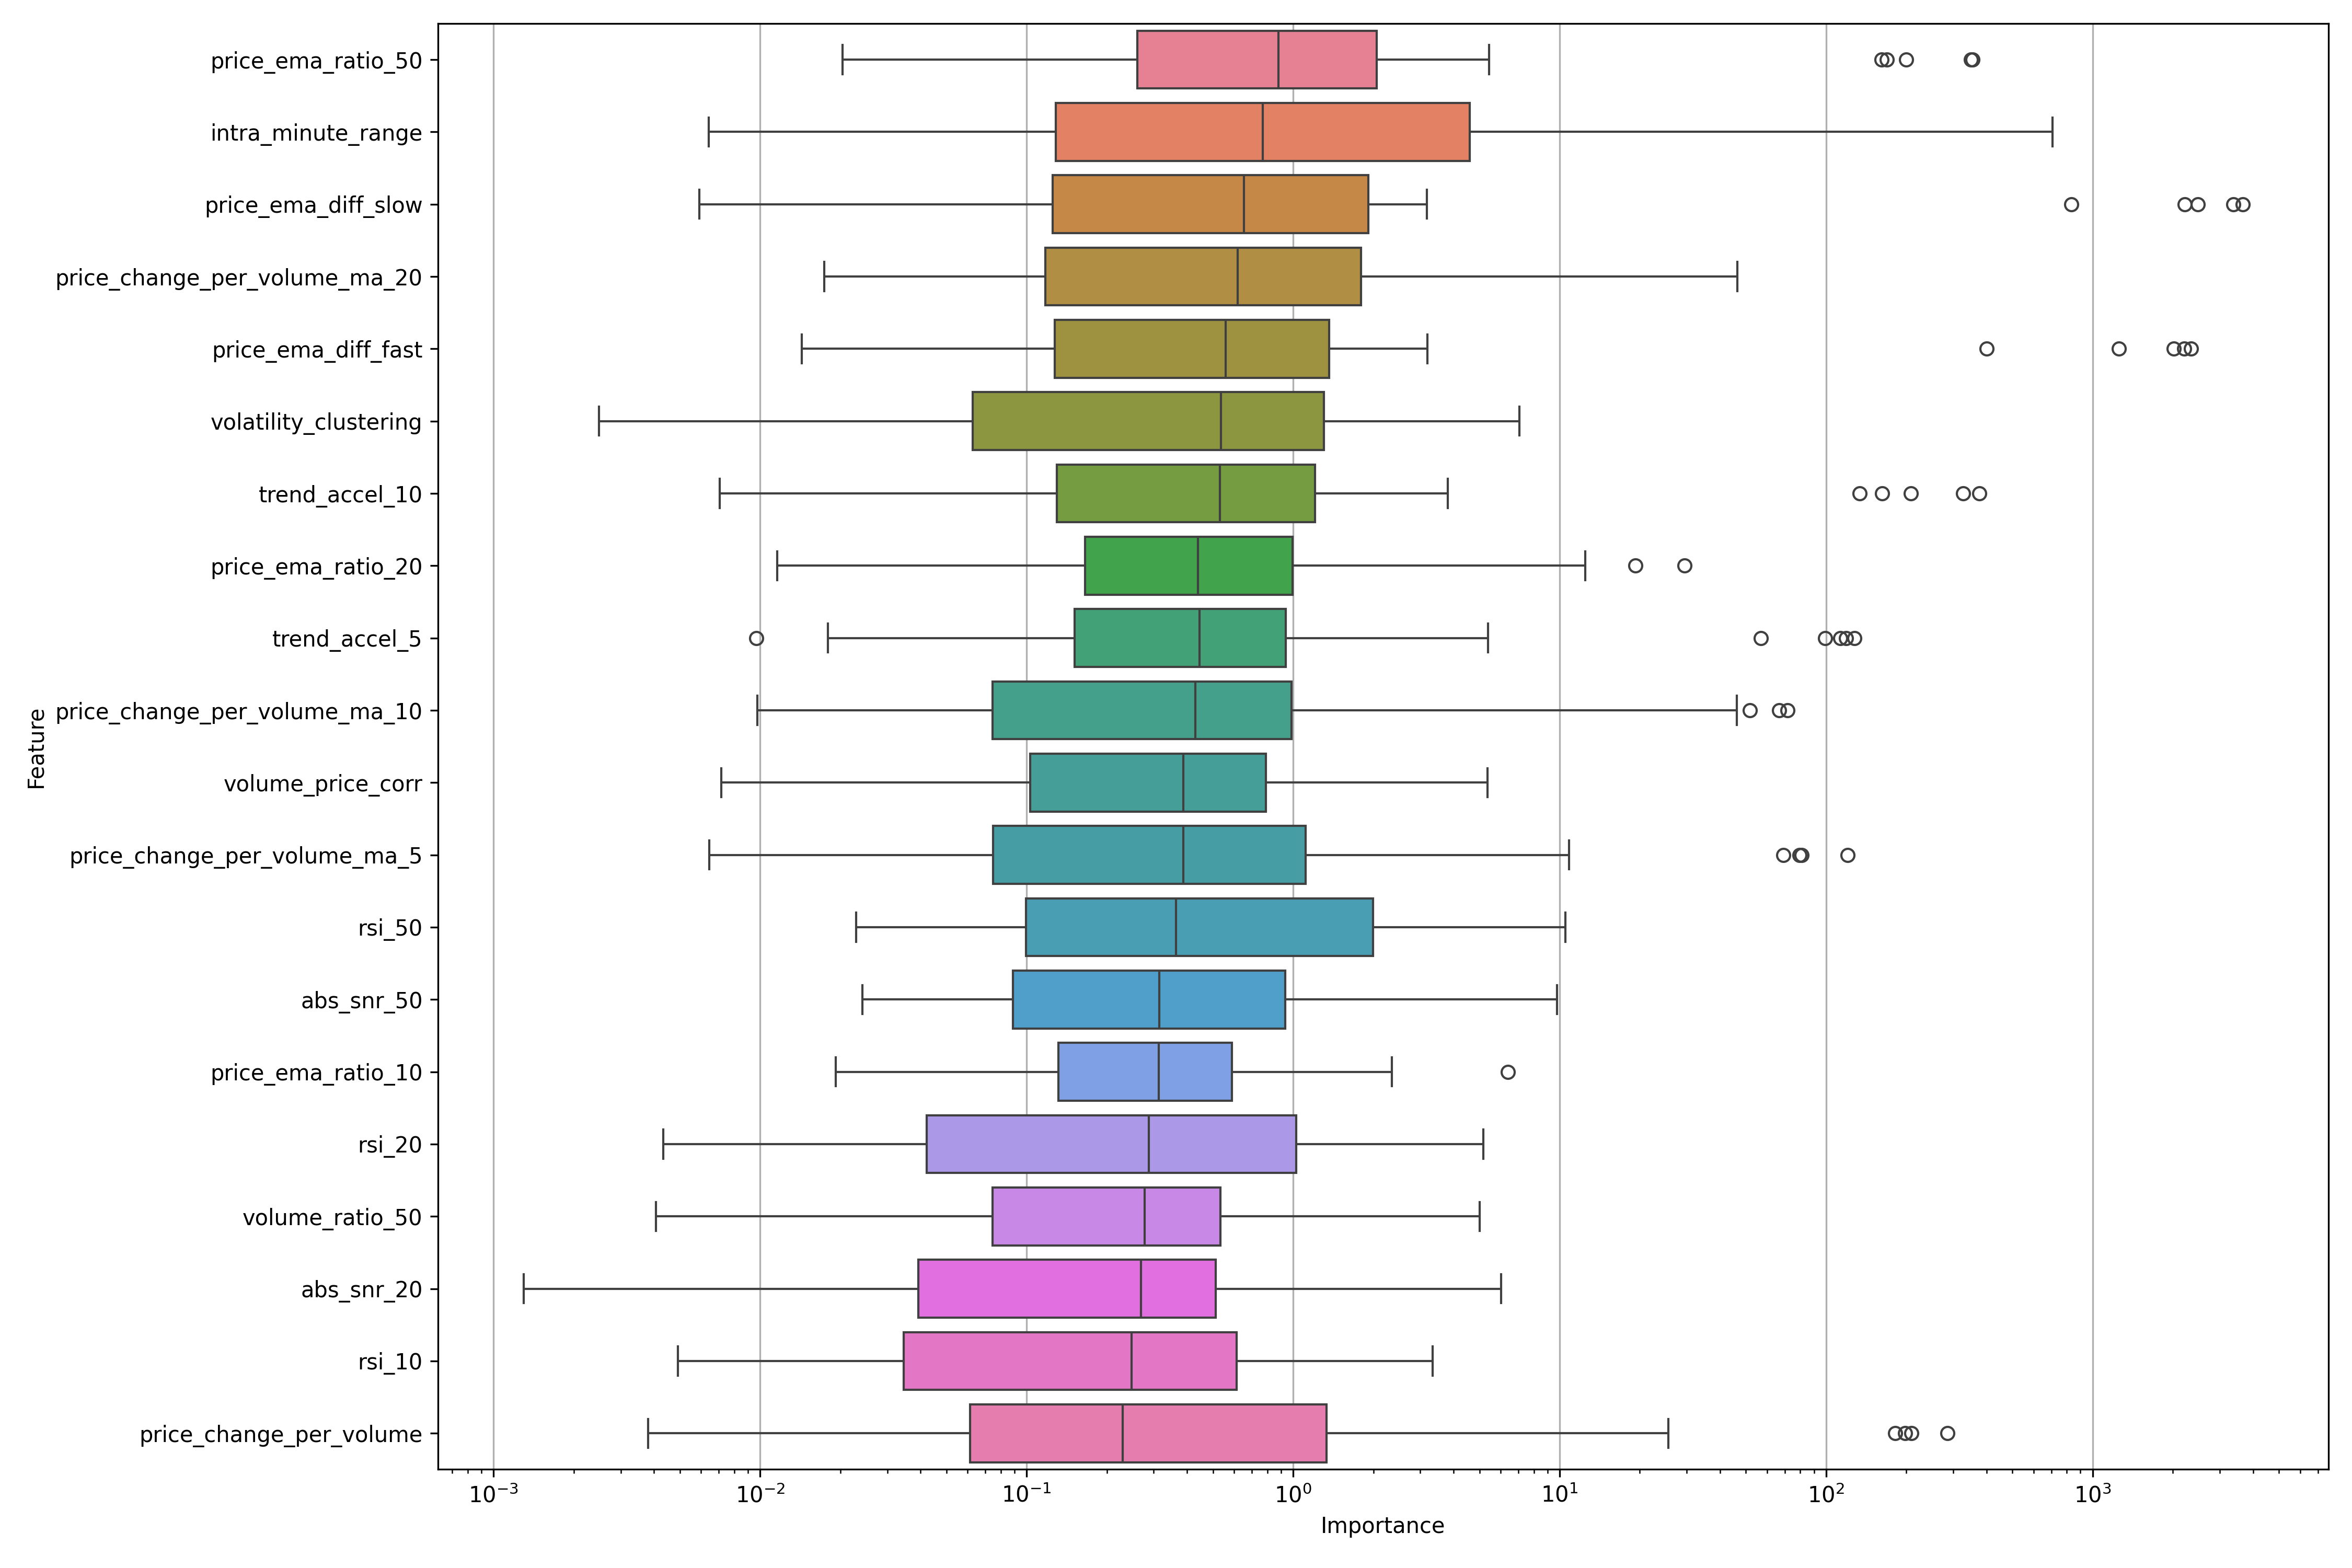 price_ema_ratio_50
intra_minute_range
price_ema_diff_slow
price_change_per_volume_ma_20
price_ema_diff_fast
volatility_clustering
trend_accel_10
price_ema_ratio_20
trend_accel_5
price_change_per_volume_ma_10
volume_price_corr
price_change_per_volume_ma_5
rsi_50
abs_snr_50
price_ema_ratio_10
rsi_20
volume_ratio_50
abs_snr_20
rsi_10
price_change_per_volume
Feature
10⁻³ 10⁻² 10⁻¹ 10⁰ 10¹ 10² 10³
Importance